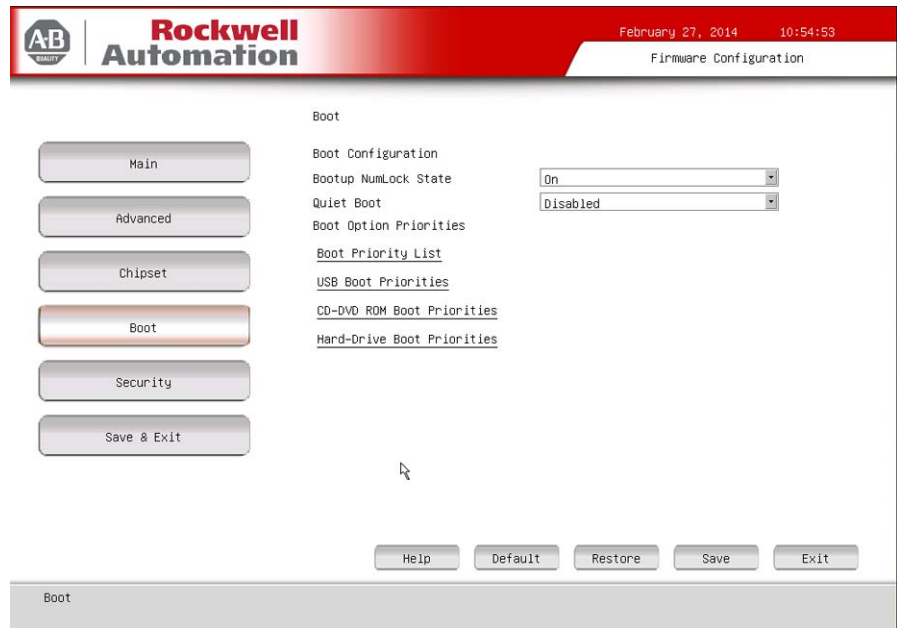 A-B
QUALITY
Rockwell
Automation
February 27, 2014 10:54:53
Firmware Configuration
Main
Advanced
Chipset
Boot
Security
Save & Exit
Boot
Boot Configuration
Bootup NumLock State On
Quiet Boot Disabled
Boot Option Priorities
Boot Priority List
USB Boot Priorities
CD-DVD ROM Boot Priorities
Hard-Drive Boot Priorities
Help Default Restore Save Exit
Boot